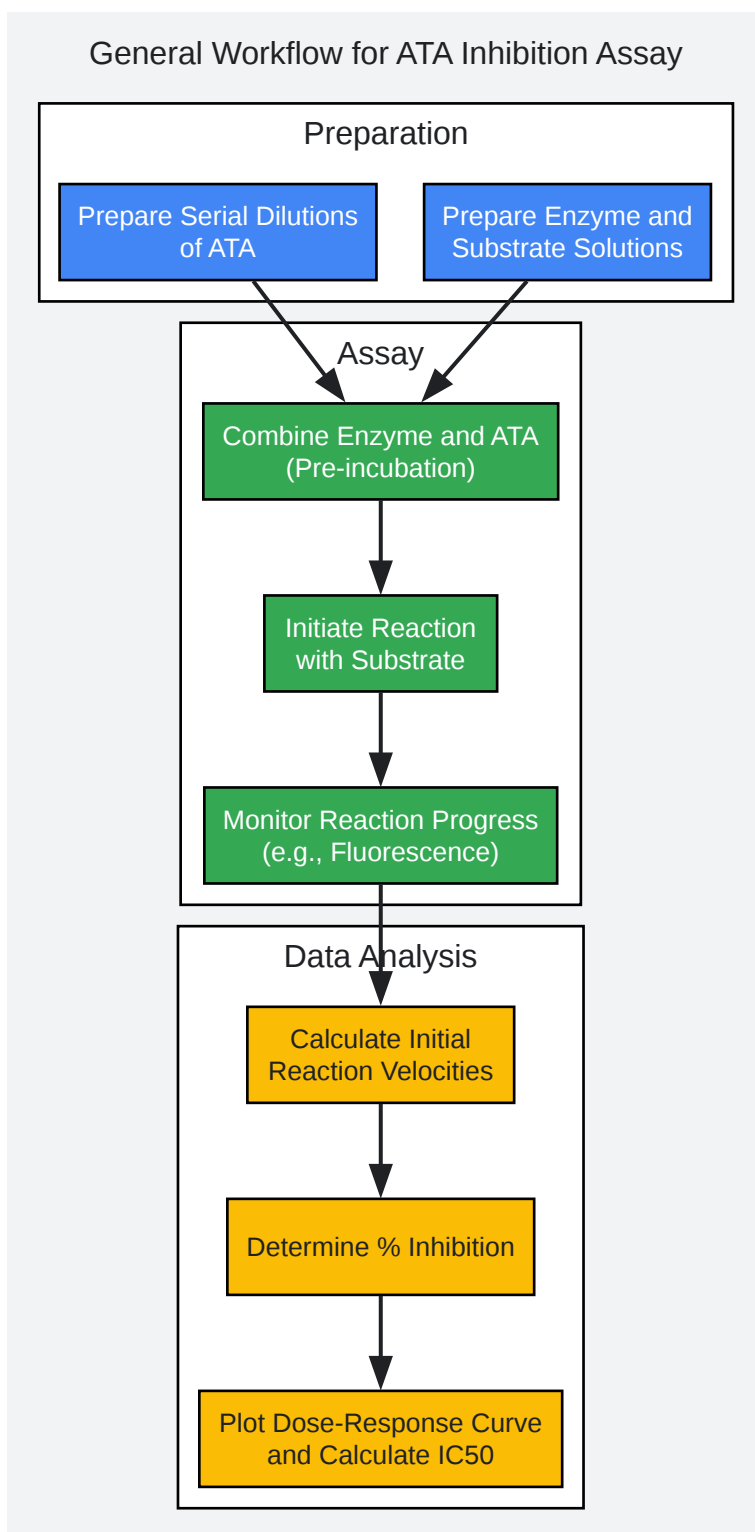 General Workflow for ATA Inhibition Assay
Preparation
Prepare Serial Dilutions
of ATA
Prepare Enzyme and
Substrate Solutions
Assay
Combine Enzyme and ATA
(Pre-incubation)
Initiate Reaction
with Substrate
Monitor Reaction Progress
(e.g., Fluorescence)
Data Analysis
Calculate Initial
Reaction Velocities
Determine % Inhibition
Plot Dose-Response Curve
and Calculate IC50